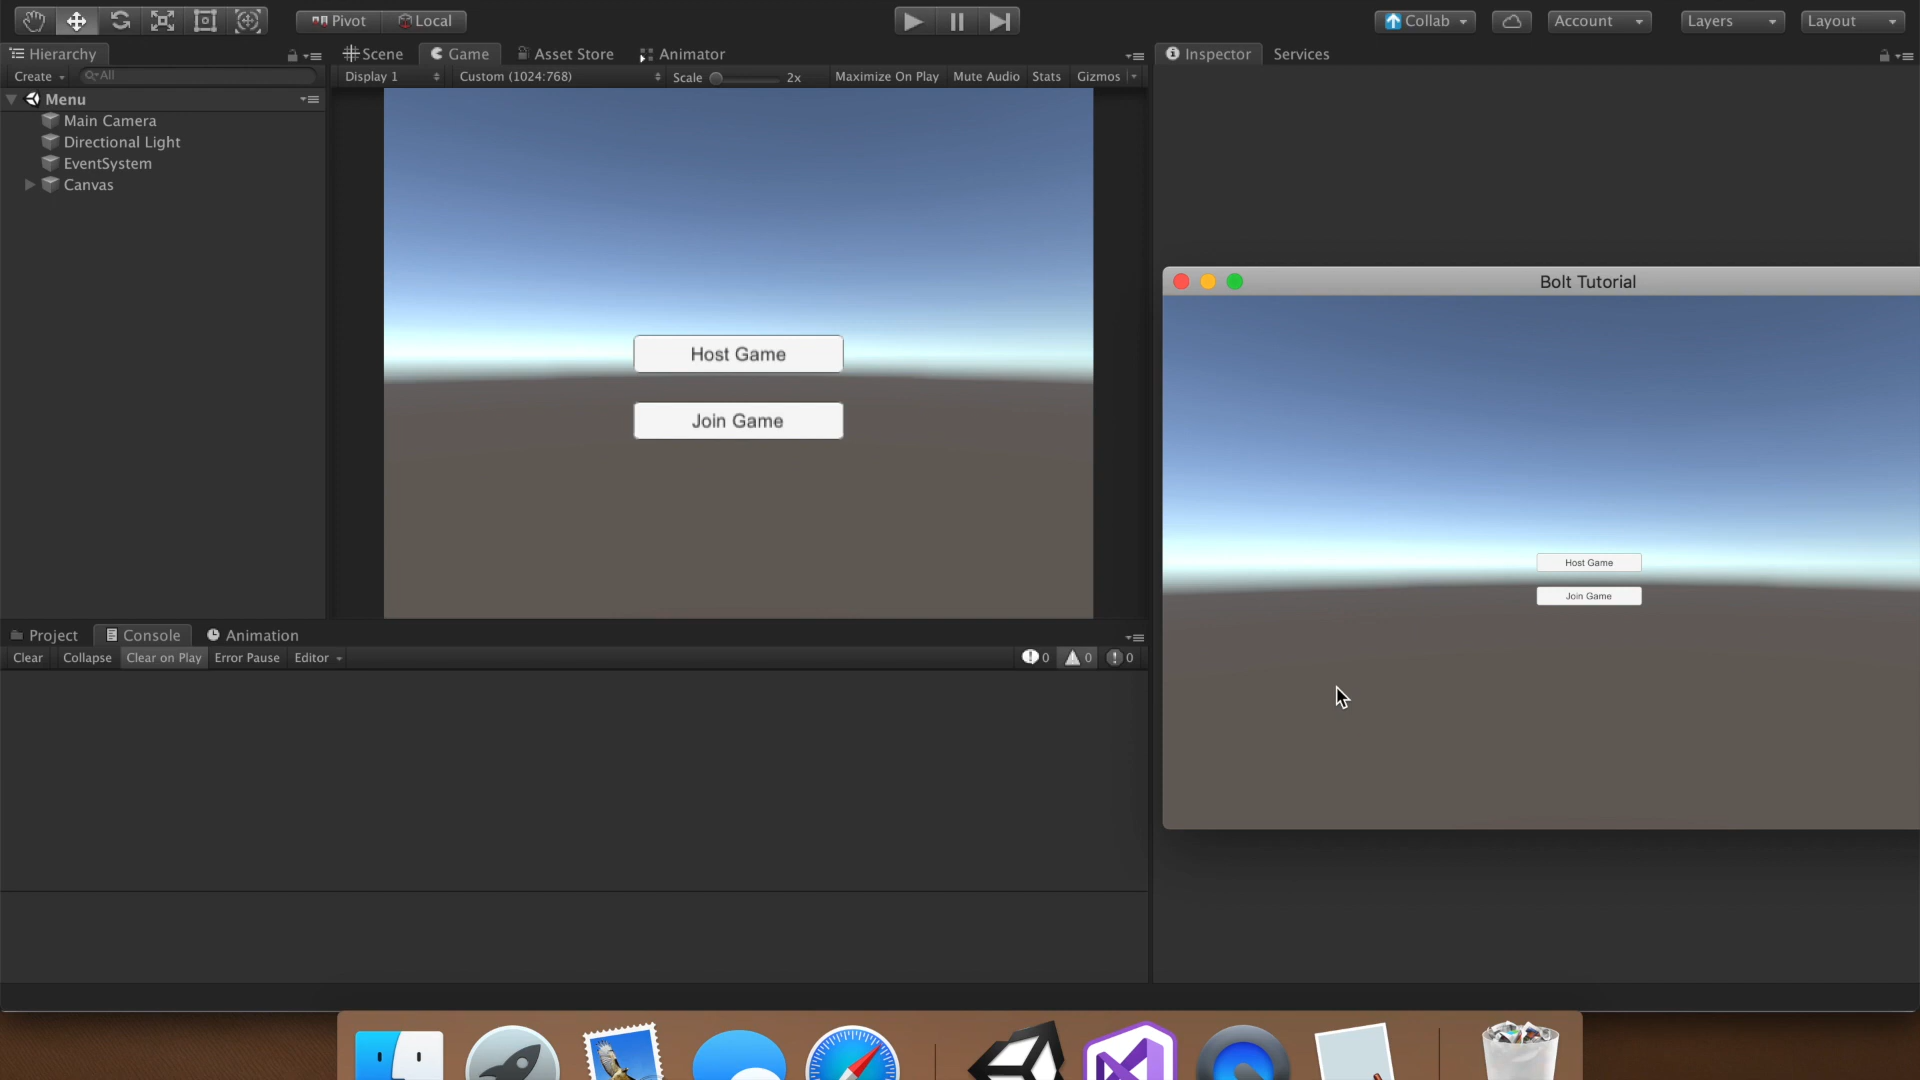 Pivot Local Collab Account Layers Layout
Hierarchy Scene Game Asset Store Animator Inspector Services
Create All Display 1 Custom (1024:768) Scale 2x Maximize On Play Mute Audio Stats Gizmos
Menu
Main Camera
Directional Light
EventSystem
Canvas
Host Game
Join Game
Bolt Tutorial
Host Game
Join Game
Project Console Animation
Clear Collapse Clear on Play Error Pause Editor 0 0 0